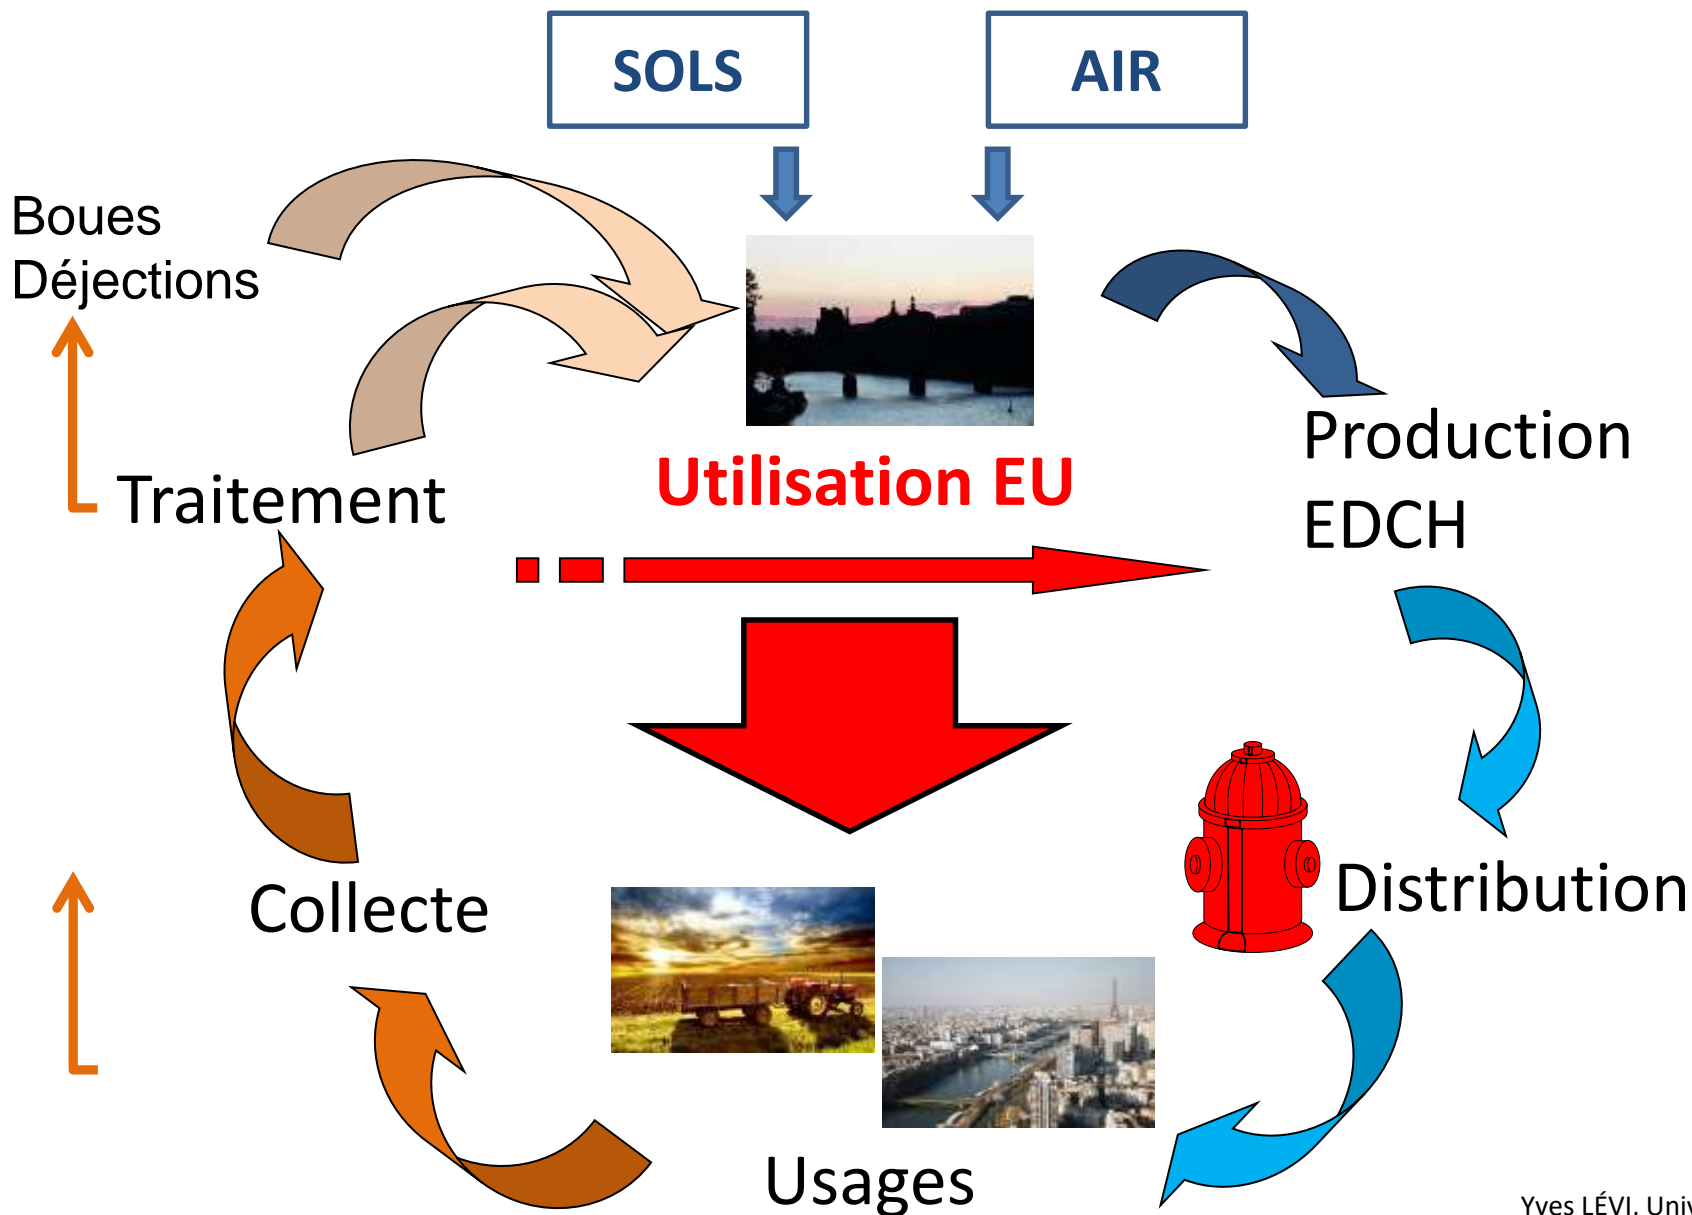 SOLS
AIR
Boues
Déjections
Production
EDCH
Utilisation EU
Traitement
Distribution
Collecte
Usages
Yves LÉVI. Univ